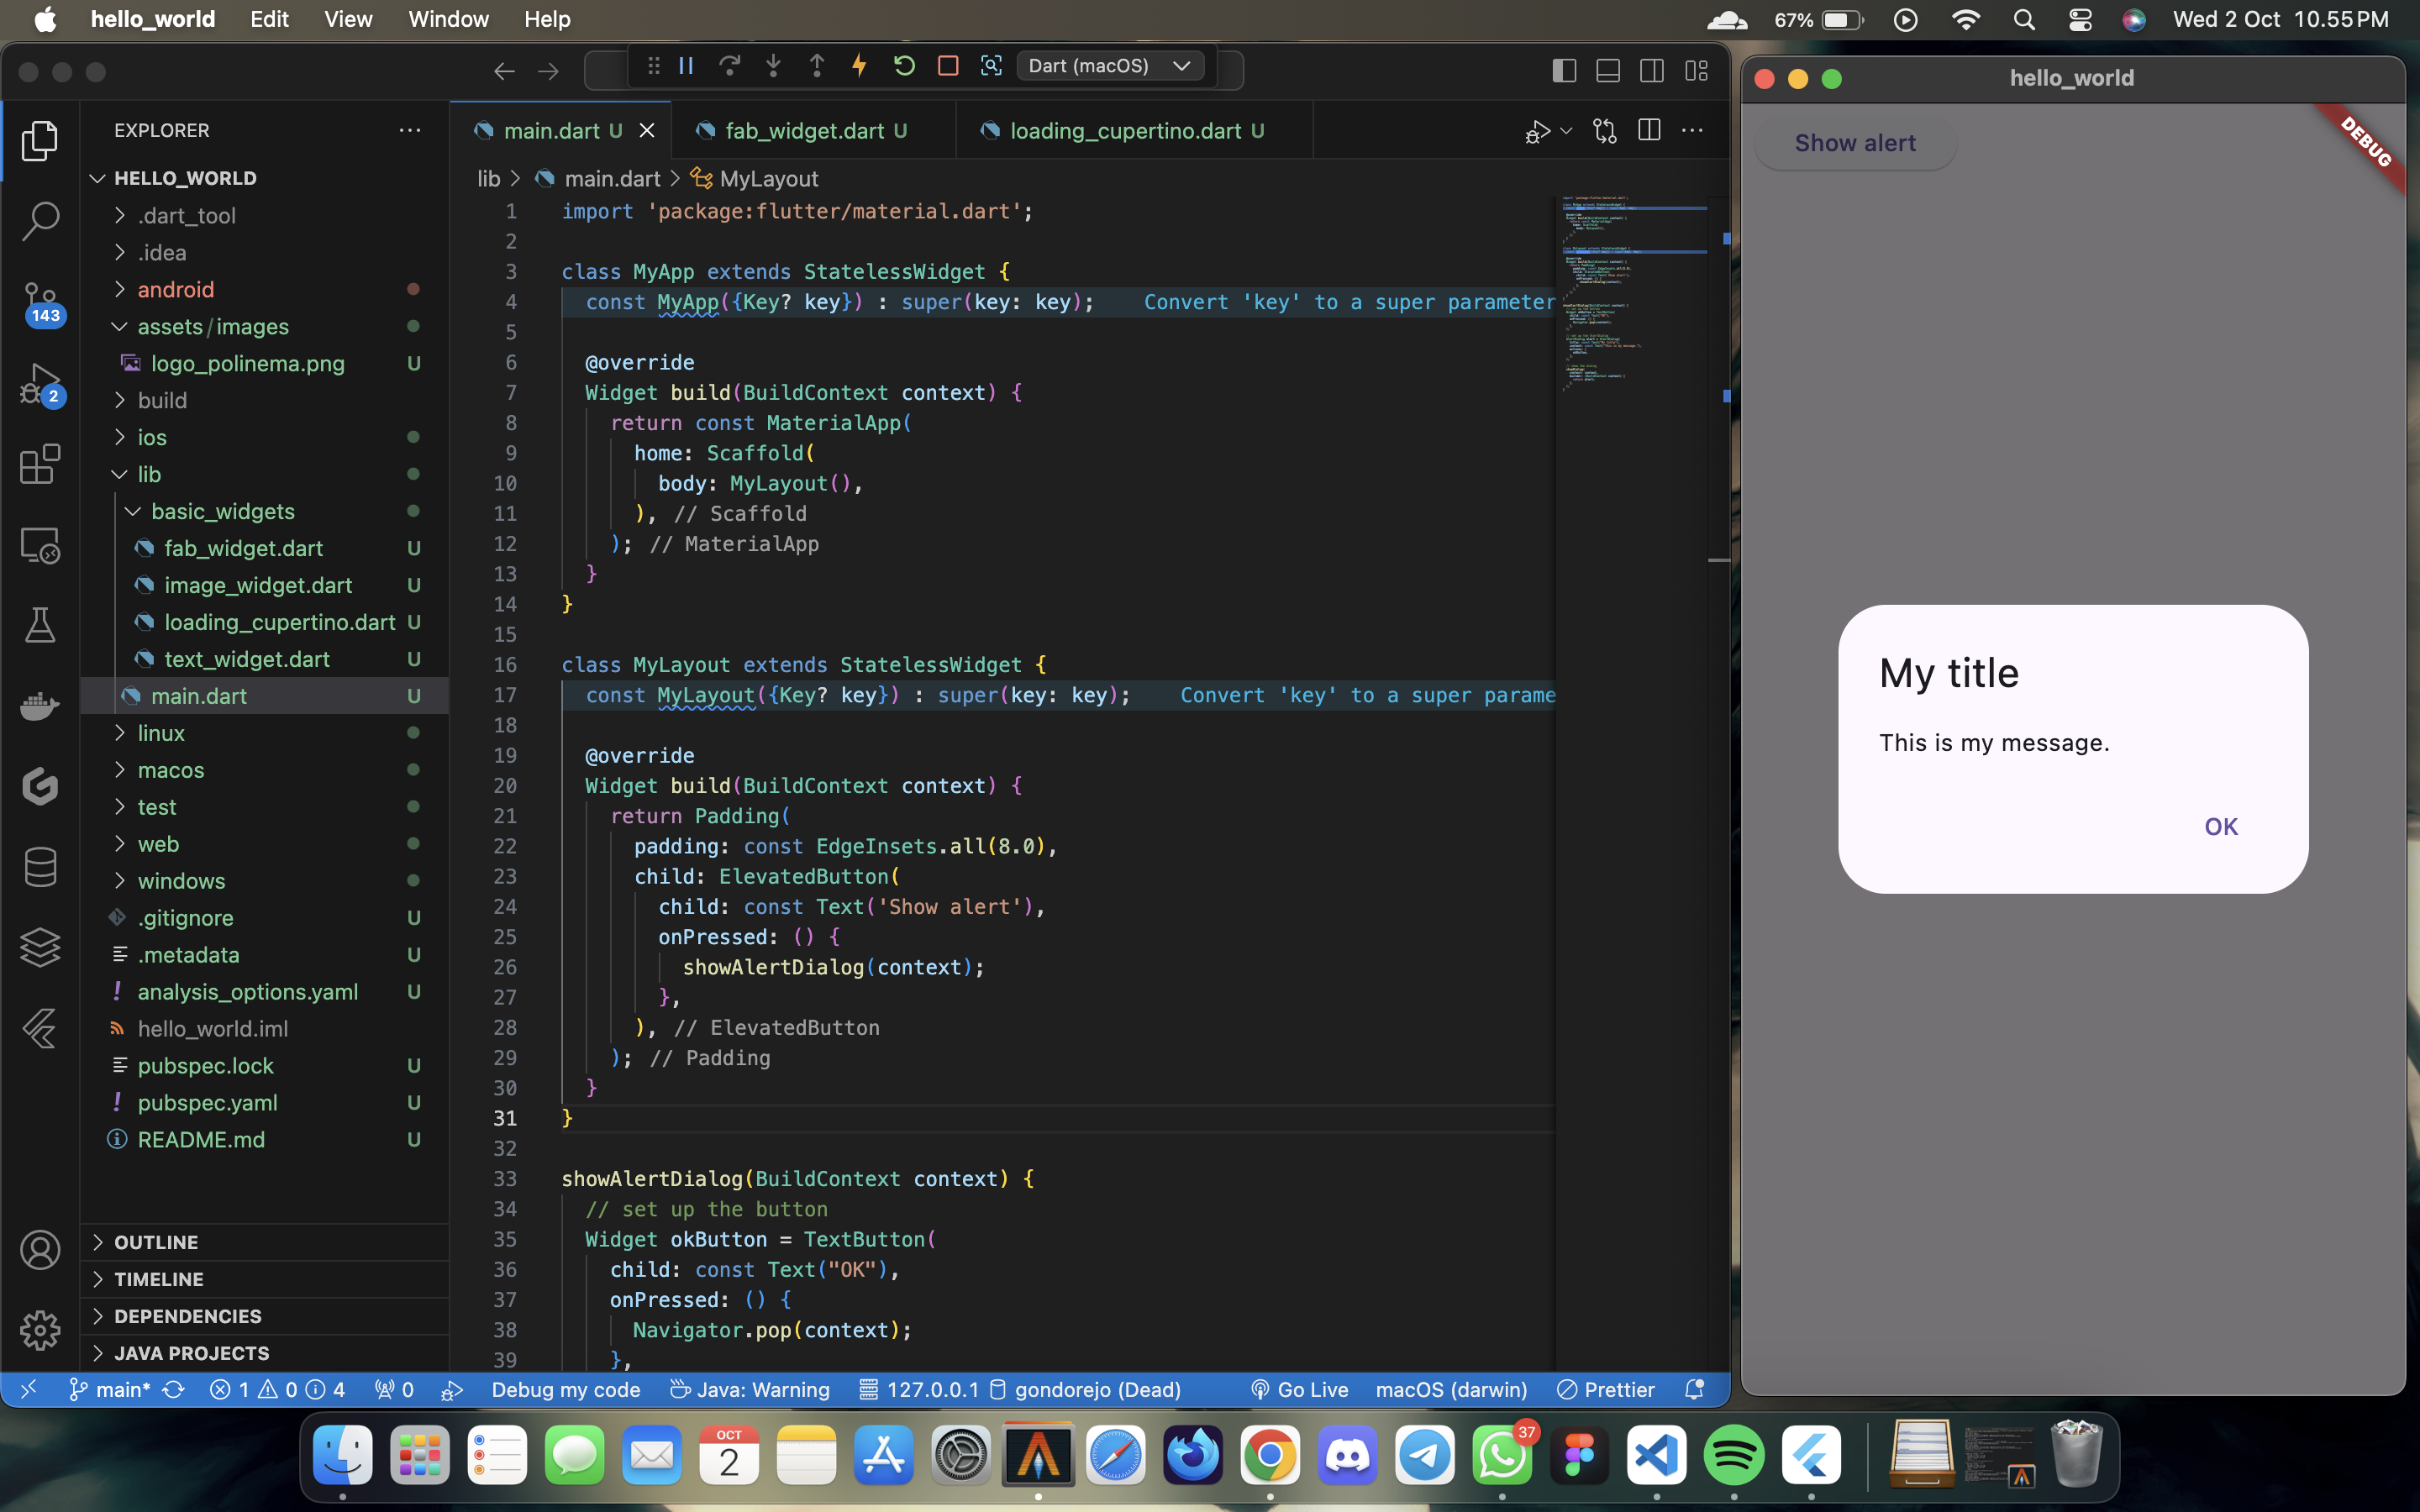 hello_world Edit View Window Help 67% Wed 2 Oct 10.55 PM
Dart (macOS)
EXPLORER
HELLO_WORLD
.dart_tool
.idea
android
assets/images
logo_polinema.png U
build
ios
lib
basic_widgets
fab_widget.dart U
image_widget.dart U
loading_cupertino.dart U
text_widget.dart U
main.dart U
linux
macos
test
web
windows
.gitignore U
.metadata U
analysis_options.yaml U
hello_world.iml
pubspec.lock U
pubspec.yaml U
README.md U
OUTLINE
TIMELINE
DEPENDENCIES
JAVA PROJECTS
143
2
main.dart U fab_widget.dart U loading_cupertino.dart U
lib > main.dart > MyLayout
1 import 'package:flutter/material.dart';
2
3 class MyApp extends StatelessWidget {
4 const MyApp({Key? key}) : super(key: key); Convert 'key' to a super parameter
5
6 @override
7 Widget build(BuildContext context) {
8 return const MaterialApp(
9 home: Scaffold(
10 body: MyLayout(),
11 ), // Scaffold
12 ); // MaterialApp
13 }
14 }
15
16 class MyLayout extends StatelessWidget {
17 const MyLayout({Key? key}) : super(key: key); Convert 'key' to a super parame
18
19 @override
20 Widget build(BuildContext context) {
21 return Padding(
22 padding: const EdgeInsets.all(8.0),
23 child: ElevatedButton(
24 child: const Text('Show alert'),
25 onPressed: () {
26 showAlertDialog(context);
27 },
28 ), // ElevatedButton
29 ); // Padding
30 }
31 }
32
33 showAlertDialog(BuildContext context) {
34 // set up the button
35 Widget okButton = TextButton(
36 child: const Text("OK"),
37 onPressed: () {
38 Navigator.pop(context);
39 },
main* 1 0 4 0 Debug my code Java: Warning 127.0.0.1 gondorejo (Dead) Go Live macOS (darwin) Prettier
hello_world
Show alert
DEBUG
My title
This is my message.
OK
OCT
2
37